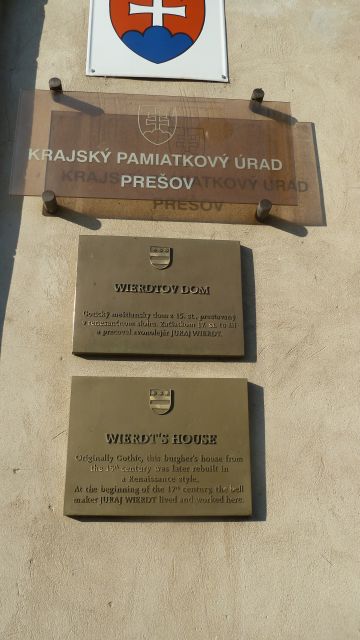 KRAJSKÝ PAMIATKOVÝ ÚRAD
PREŠOV
WIERDTOV DOM
Gotický meštiansky dom z 15. st., prestavaný
v renesančnom slohu. Začiatkom 17. st. tu žil
a pracoval zvonolejár JURAJ WIERDT.
WIERDT'S HOUSE
Originally Gothic, this burgher's house from
the 15th century was later rebuilt in
a Renaissance style.
At the beginning of the 17th century the bell
maker JURAJ WIERDT lived and worked here.